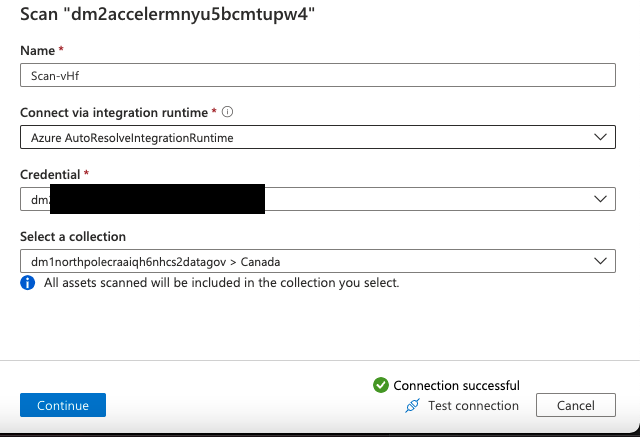 Scan "dm2accelermnyu5bcmtupw4"
Name *
Scan-vHf
Connect via integration runtime *
Azure AutoResolveIntegrationRuntime
Credential *
dm
Select a collection
dm1northpolecraaiqh6nhcs2datagov > Canada
All assets scanned will be included in the collection you select.
Connection successful
Continue
Test connection
Cancel